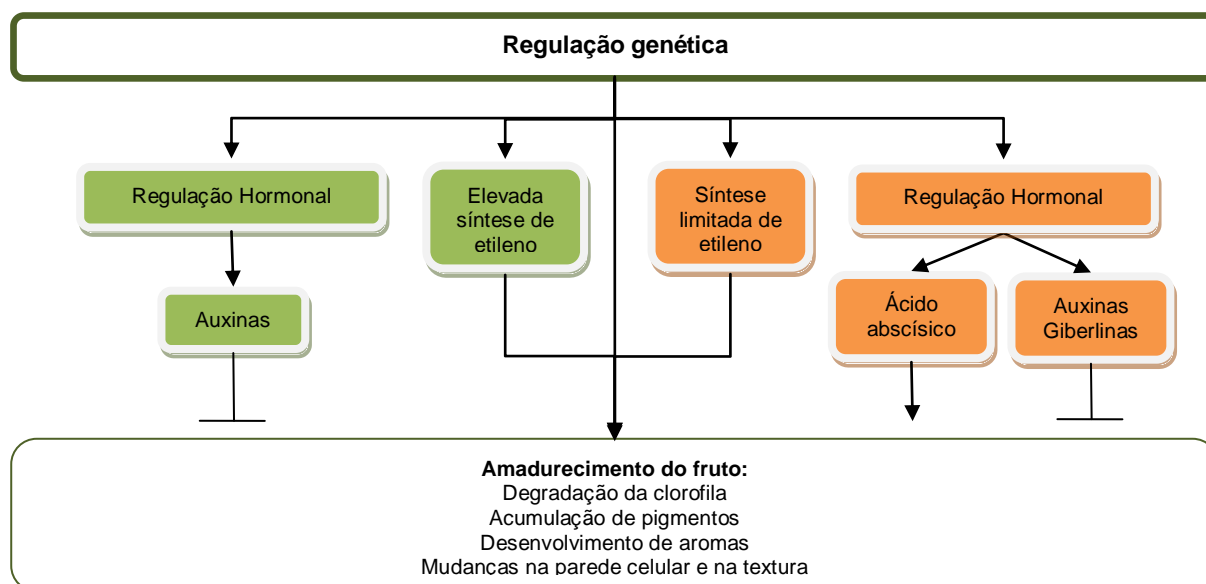 Regulação genética
Regulação Hormonal
Elevada
síntese de
etileno
Síntese
limitada de
etileno
Regulação Hormonal
Auxinas
Ácido
abscísico
Auxinas
Giberlinas
Amadurecimento do fruto:
Degradação da clorofila
Acumulação de pigmentos
Desenvolvimento de aromas
Mudanças na parede celular e na textura